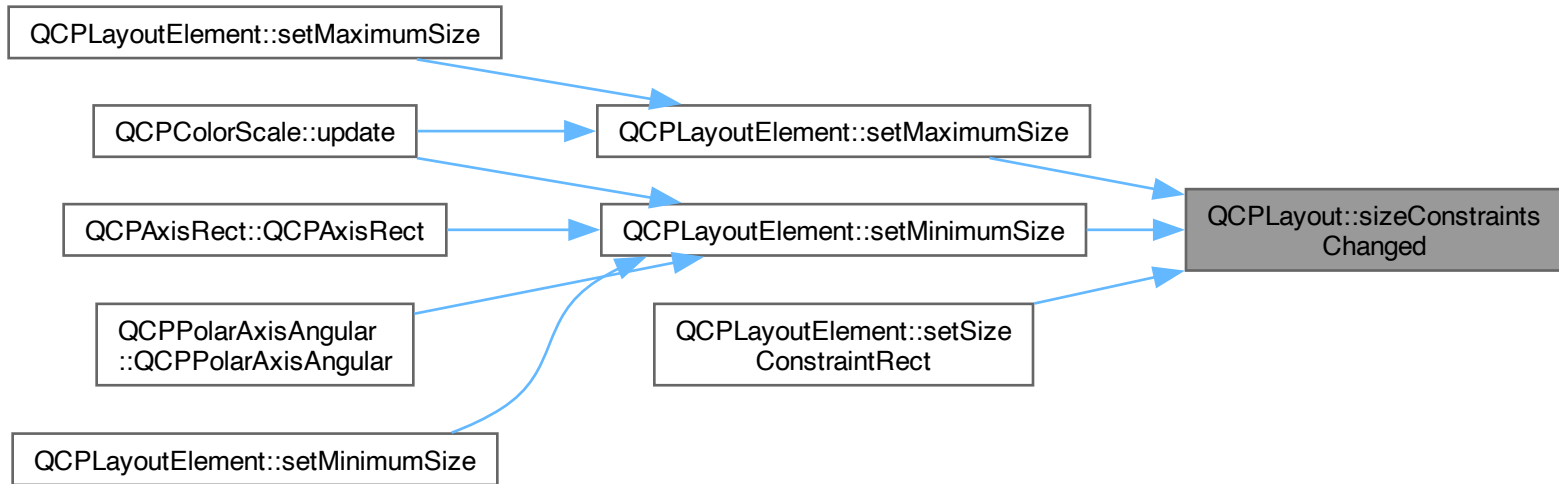 QCPLayoutElement::setMaximumSize
QCPColorScale::update
QCPLayoutElement::setMaximumSize
QCPAxisRect::QCPAxisRect
QCPLayoutElement::setMinimumSize
QCPLayout::sizeConstraints
Changed
QCPPolarAxisAngular
::QCPPolarAxisAngular
QCPLayoutElement::setSize
ConstraintRect
QCPLayoutElement::setMinimumSize